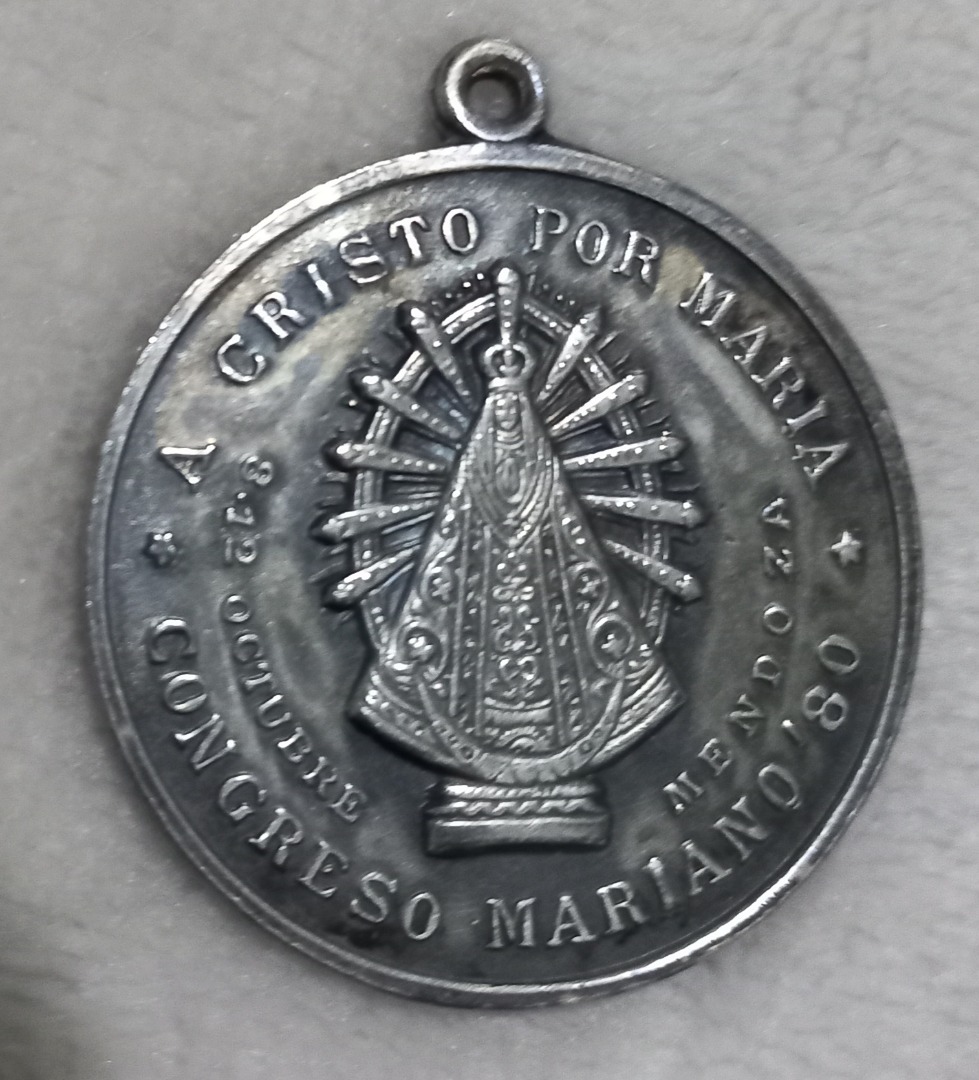 A CRISTO POR MARIA
8.12 OCTUBRE
MENDOZA
CONGRESO MARIANO'80